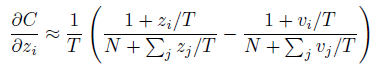 ∂C/∂z_i ≈ 1/T ( (1 + z_i/T)/(N + ∑_j z_j/T) − (1 + v_i/T)/(N + ∑_j v_j/T) )